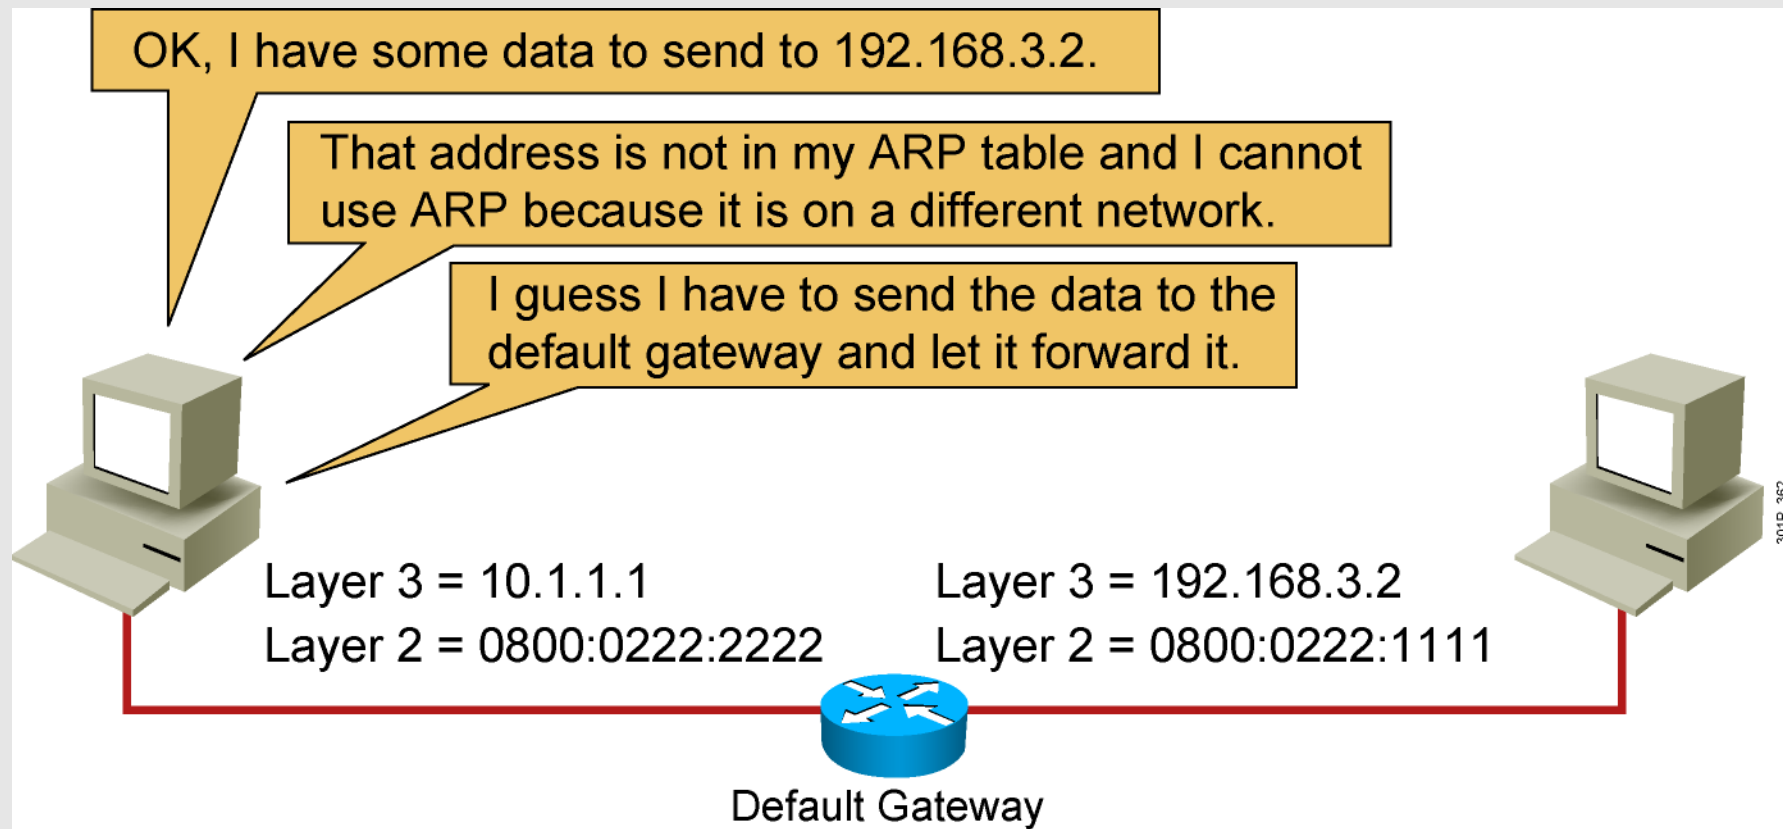 OK, I have some data to send to 192.168.3.2.
That address is not in my ARP table and I cannot
use ARP because it is on a different network.
I guess I have to send the data to the
default gateway and let it forward it.
Layer 3 = 10.1.1.1
Layer 2 = 0800:0222:2222
Layer 3 = 192.168.3.2
Layer 2 = 0800:0222:1111
Default Gateway
301P_362